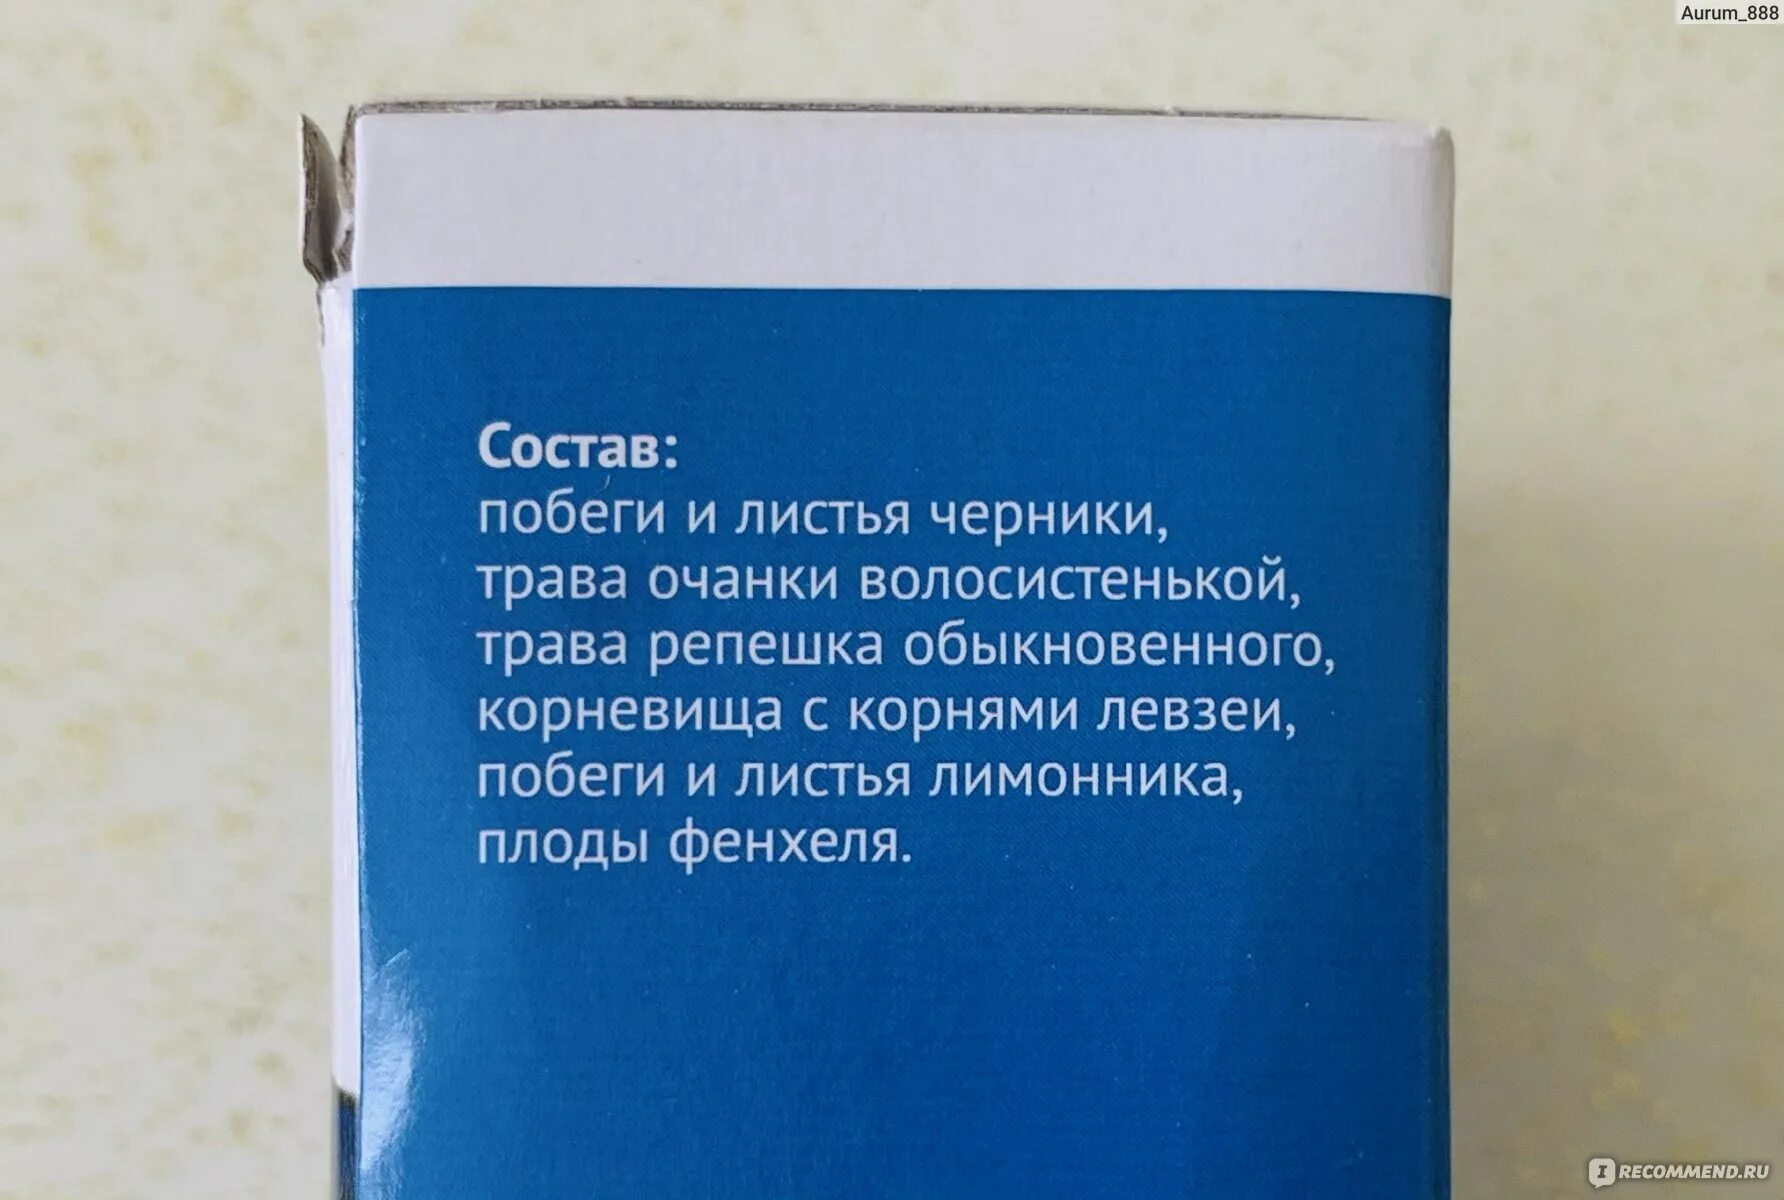 Aurum_888
Состав:
побеги и листья черники,
трава очанки волосистенькой,
трава репешка обыкновенного,
корневища с корнями левзеи,
побеги и листья лимонника,
плоды фенхеля.
IRECOMMEND.RU